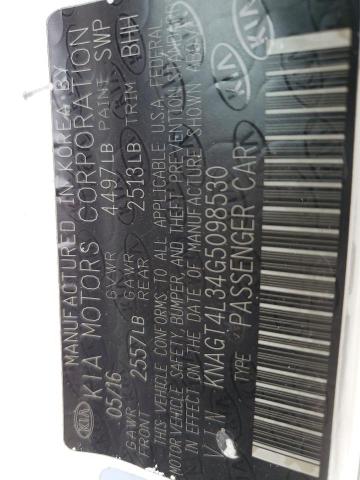 MANUFACTURED IN KOREA BY
KIA KIA MOTORS CORPORATION
05/16 GVWR 4497LB PAINT SWP
GAWR FRONT 2557LB GAWR REAR 2513LB TRIM BHH
THIS VEHICLE CONFORMS TO ALL APPLICABLE U.S.A. FEDERAL
MOTOR VEHICLE SAFETY, BUMPER AND THEFT PREVENTION STANDARDS
IN EFFECT ON THE DATE OF MANUFACTURE SHOWN ABOVE
KNAGT4L34G5098530
TYPE PASSENGER CAR